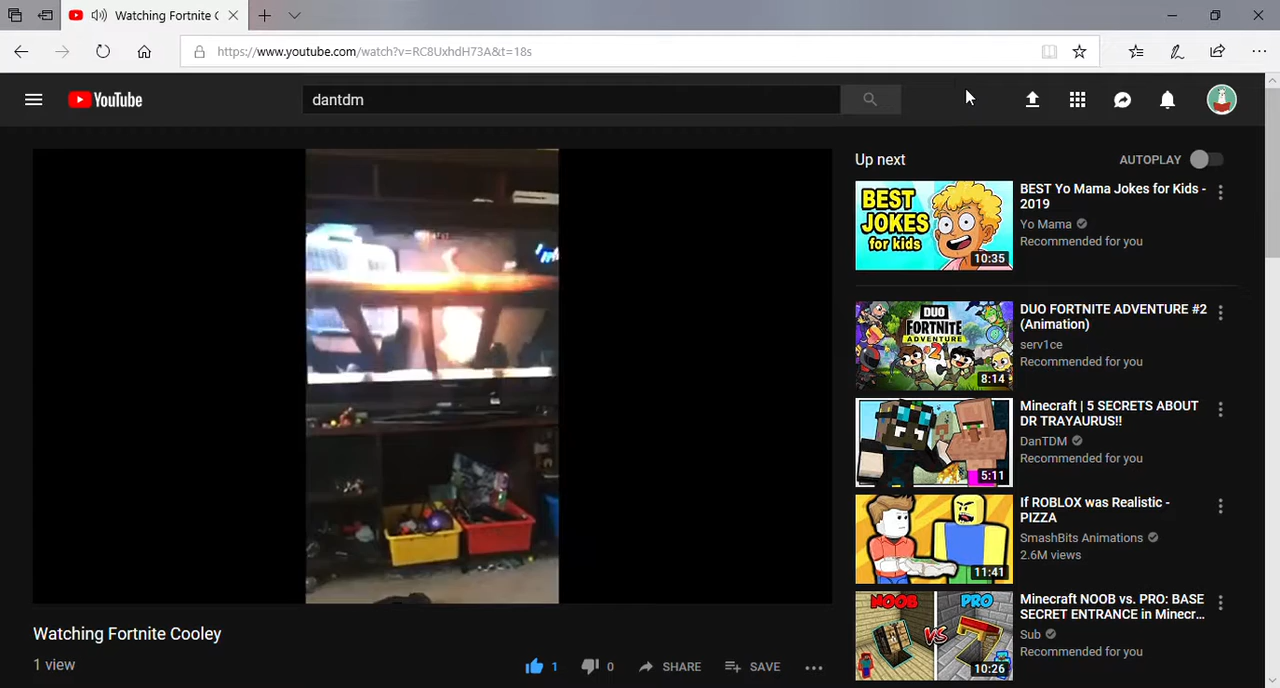 Watching Fortnite C
https://www.youtube.com/watch?v=RC8UxhdH73A&t=18s
YouTube
dantdm
Up next
AUTOPLAY
BEST JOKES for kids
10:35
BEST Yo Mama Jokes for Kids -
2019
Yo Mama
Recommended for you
DUO FORTNITE ADVENTURE 2
8:14
DUO FORTNITE ADVENTURE #2
(Animation)
serv1ce
Recommended for you
5:11
Minecraft | 5 SECRETS ABOUT
DR TRAYAURUS!!
DanTDM
Recommended for you
11:41
If ROBLOX was Realistic -
PIZZA
SmashBits Animations
2.6M views
NOOB VS PRO
10:26
Minecraft NOOB vs. PRO: BASE
SECRET ENTRANCE in Minecr...
Sub
Recommended for you
Watching Fortnite Cooley
1 view
1
0
SHARE
SAVE